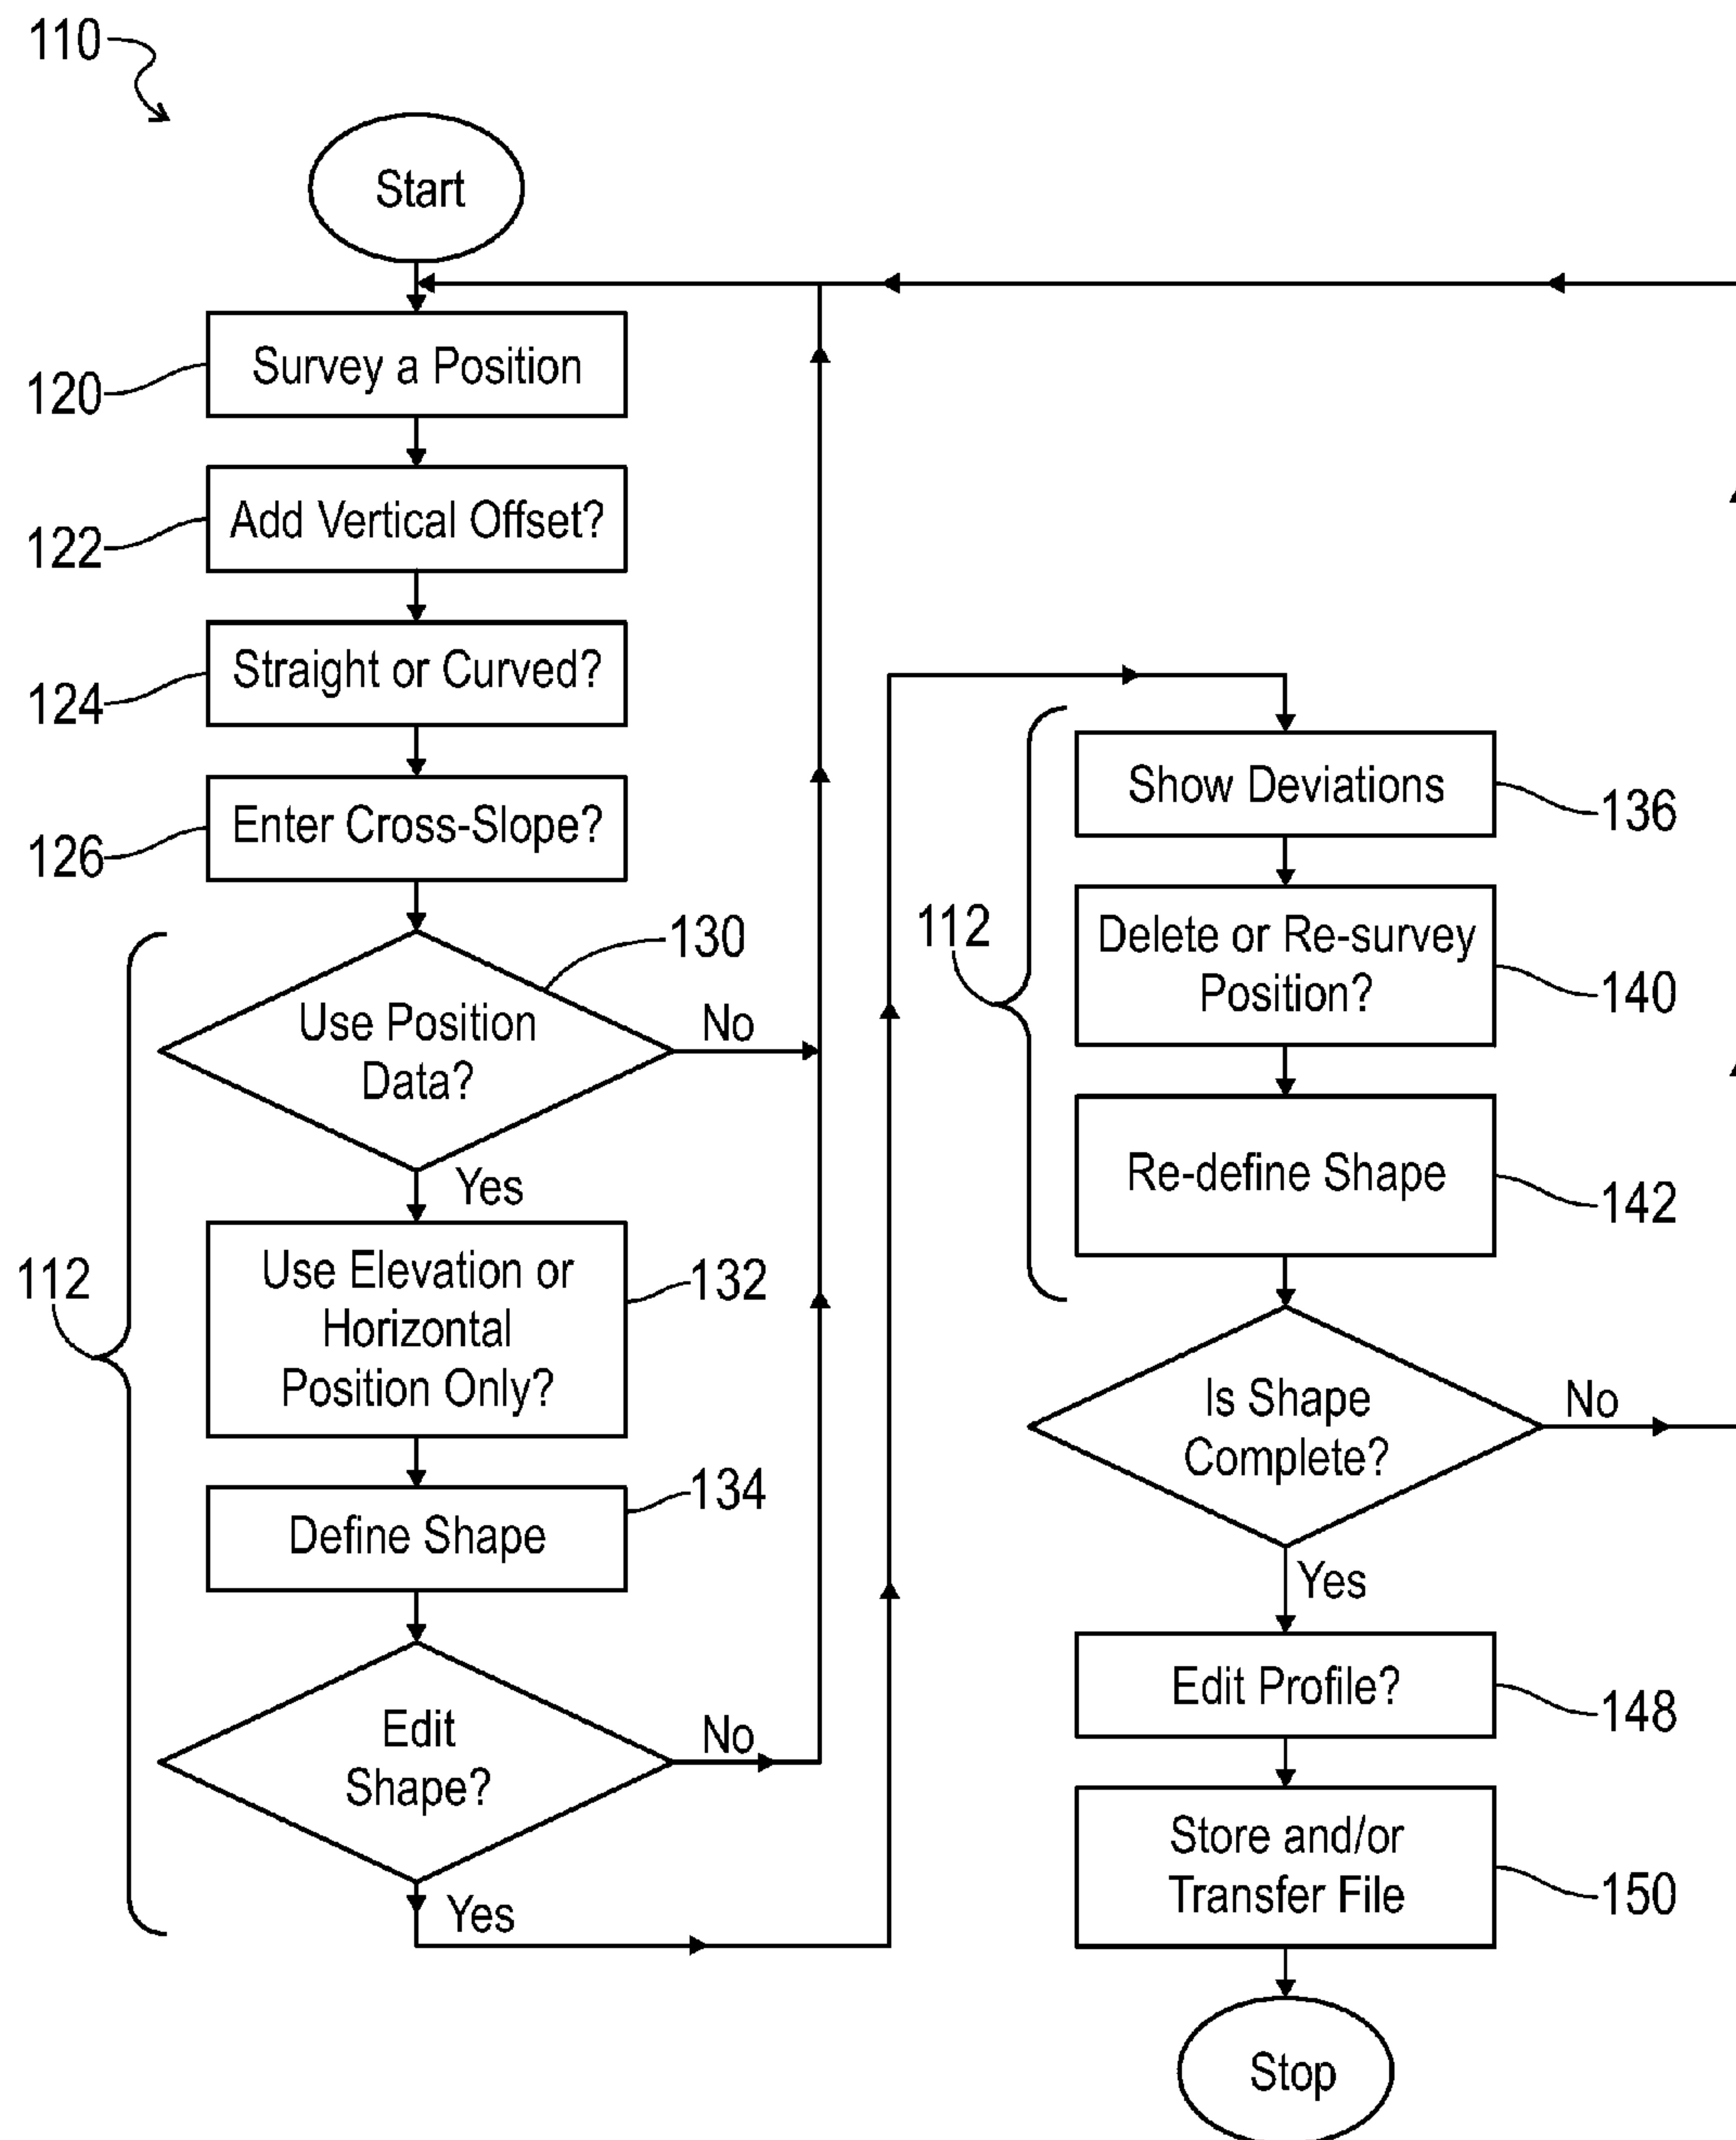 110
Start
Survey a Position
120
Add Vertical Offset?
122
Straight or Curved?
124
Enter Cross-Slope?
126
130
Use Position
Data?
No
Yes
112
Use Elevation or
Horizontal
Position Only?
132
Define Shape
134
Edit
Shape?
No
Yes
112
Show Deviations
136
Delete or Re-survey
Position?
140
Re-define Shape
142
Is Shape
Complete?
No
Yes
Edit Profile?
148
Store and/or
Transfer File
150
Stop